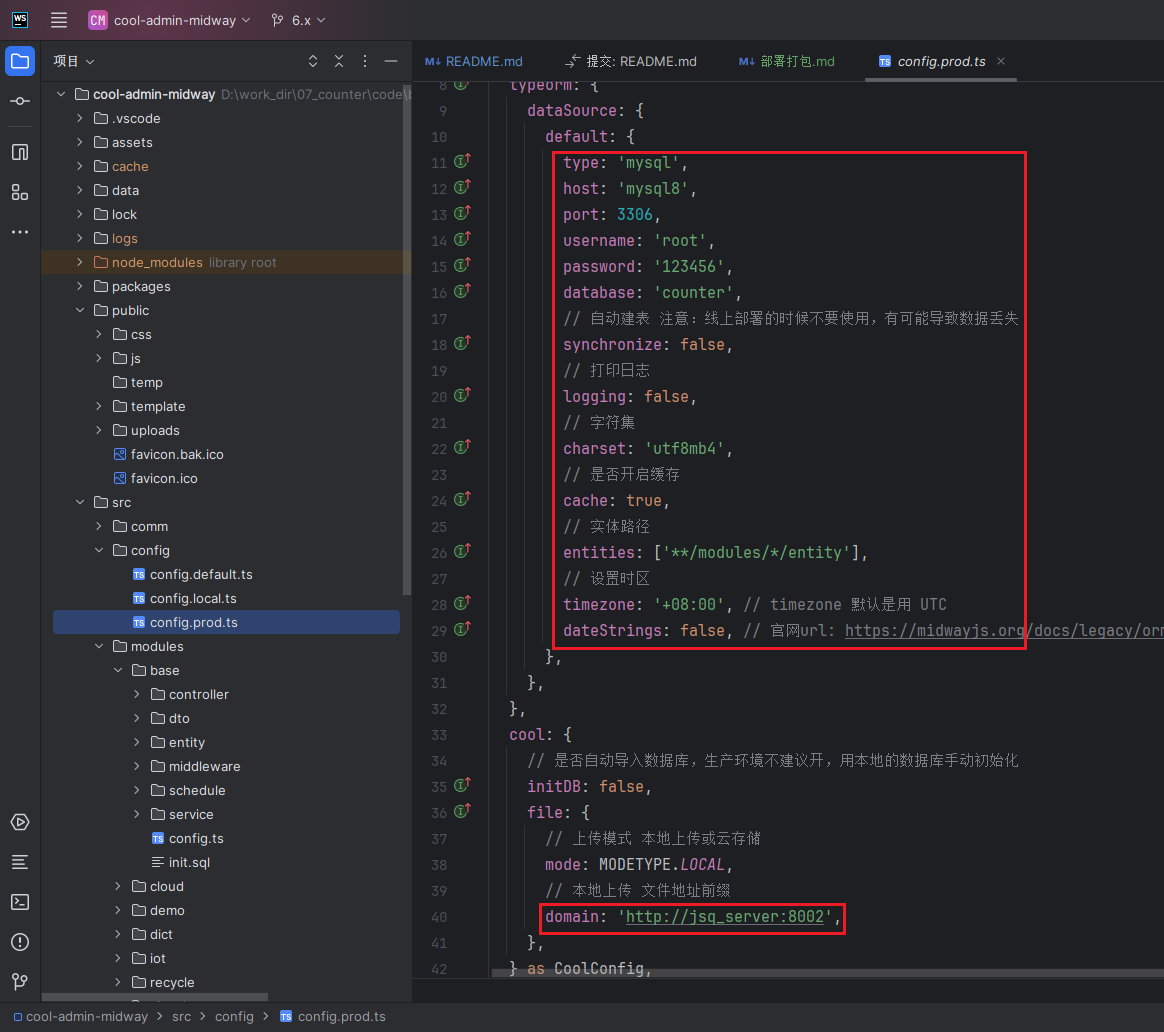 WS
CM cool-admin-midway 6.x
项目
README.md 提交: README.md 部署打包.md TS config.prod.ts
cool-admin-midway D:\work_dir\07_counter\code\b
.vscode
assets
cache
data
lock
logs
node_modules library root
packages
public
css
js
temp
template
uploads
favicon.bak.ico
favicon.ico
src
comm
config
TS config.default.ts
TS config.local.ts
TS config.prod.ts
modules
base
controller
dto
entity
middleware
schedule
service
TS config.ts
init.sql
cloud
demo
dict
iot
recycle
8 typeorm: {
9 dataSource: {
10 default: {
11 type: 'mysql',
12 host: 'mysql8',
13 port: 3306,
14 username: 'root',
15 password: '123456',
16 database: 'counter',
17 // 自动建表 注意：线上部署的时候不要使用，有可能导致数据丢失
18 synchronize: false,
19 // 打印日志
20 logging: false,
21 // 字符集
22 charset: 'utf8mb4',
23 // 是否开启缓存
24 cache: true,
25 // 实体路径
26 entities: ['**/modules/*/entity'],
27 // 设置时区
28 timezone: '+08:00', // timezone 默认是用 UTC
29 dateStrings: false, // 官网url: https://midwayjs.org/docs/legacy/orm
30 },
31 },
32 },
33 cool: {
34 // 是否自动导入数据库，生产环境不建议开，用本地的数据库手动初始化
35 initDB: false,
36 file: {
37 // 上传模式 本地上传或云存储
38 mode: MODETYPE.LOCAL,
39 // 本地上传 文件地址前缀
40 domain: 'http://jsq_server:8002',
41 },
42 } as CoolConfig,
cool-admin-midway > src > config > TS config.prod.ts